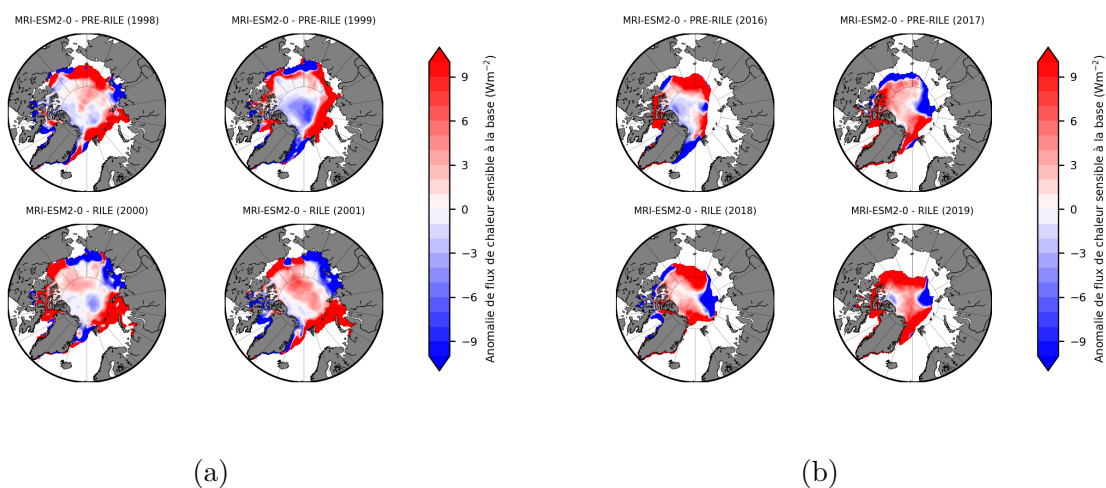 MRI-ESM2-0 - PRE-RILE (1998)
MRI-ESM2-0 - PRE-RILE (1999)
MRI-ESM2-0 - RILE (2000)
MRI-ESM2-0 - RILE (2001)
9
6
3
0
−3
−6
−9
Anomalie de flux de chaleur sensible à la base (Wm⁻²)
(a)
MRI-ESM2-0 - PRE-RILE (2016)
MRI-ESM2-0 - PRE-RILE (2017)
MRI-ESM2-0 - RILE (2018)
MRI-ESM2-0 - RILE (2019)
9
6
3
0
−3
−6
−9
Anomalie de flux de chaleur sensible à la base (Wm⁻²)
(b)